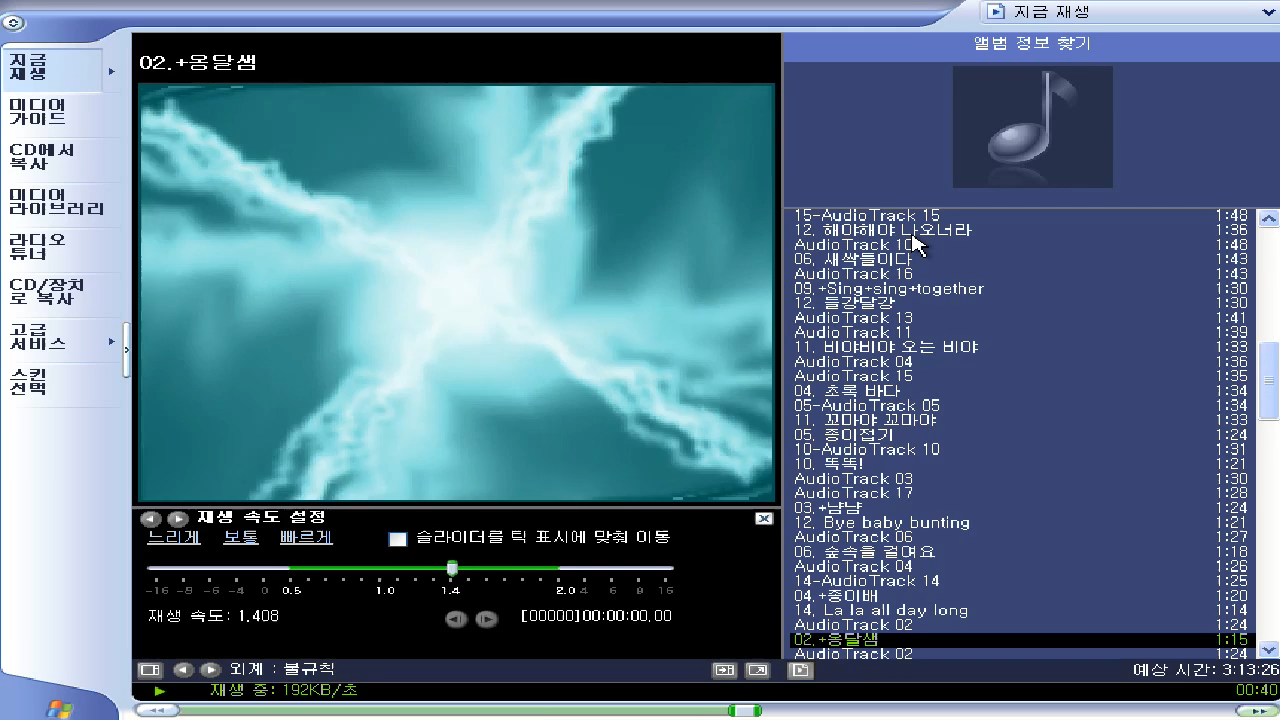 지금 재생
앨범 정보 찾기
02.+옹달샘
지금
재생
미디어
가이드
CD에서
복사
미디어
라이브러리
라디오
튜너
CD/장치
로 복사
고급
서비스
스킨
선택
15-AudioTrack 15 1:48
12. 해야해야 나오너라 1:36
AudioTrack 10 1:48
06. 새싹들이다 1:43
AudioTrack 16 1:43
09.+Sing+sing+together 1:30
12. 들강달강 1:30
AudioTrack 13 1:41
AudioTrack 11 1:39
11. 비야비야 오는 비야 1:33
AudioTrack 04 1:36
AudioTrack 15 1:35
04. 초록 바다 1:34
05-AudioTrack 05 1:34
11. 꼬마야 꼬마야 1:33
05. 종이접기 1:24
10-AudioTrack 10 1:31
10. 똑똑! 1:21
AudioTrack 03 1:30
AudioTrack 17 1:28
03.+냠냠 1:24
12. Bye baby bunting 1:21
AudioTrack 06 1:27
06. 숲속을 걸어요 1:18
AudioTrack 04 1:26
14-AudioTrack 14 1:25
04.+종이배 1:20
14. La la all day long 1:14
AudioTrack 02 1:24
02.+옹달샘 1:15
AudioTrack 02 1:24
재생 속도 설정
느리게 보통 빠르게 슬라이더를 틱 표시에 맞춰 이동
-16 -8 -6 -4 0 0.5 1.0 1.4 2.0 4 6 8 16
재생 속도: 1.408 [00000]00:00:00.00
외계 : 불규칙 예상 시간: 3:13:26
재생 중: 192KB/초 00:40